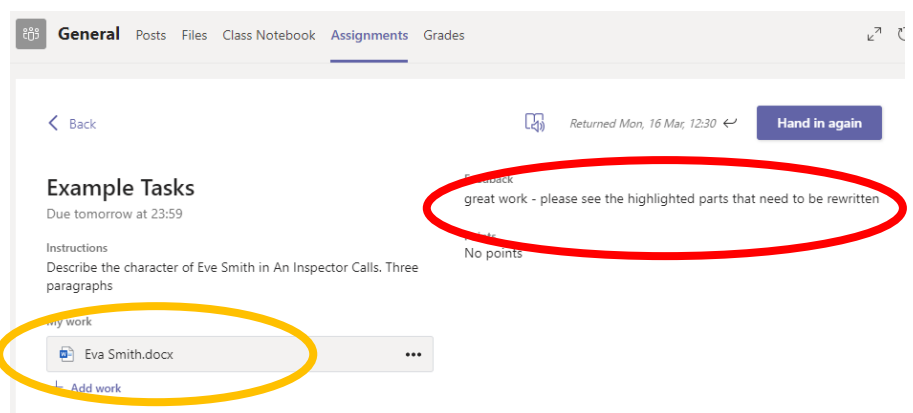 General Posts Files Class Notebook Assignments Grades
Back
Returned Mon, 16 Mar, 12:30
Hand in again
Example Tasks
Due tomorrow at 23:59
Instructions
Describe the character of Eve Smith in An Inspector Calls. Three
paragraphs
My work
Eva Smith.docx
+ Add work
Feedback
great work - please see the highlighted parts that need to be rewritten
Points
No points